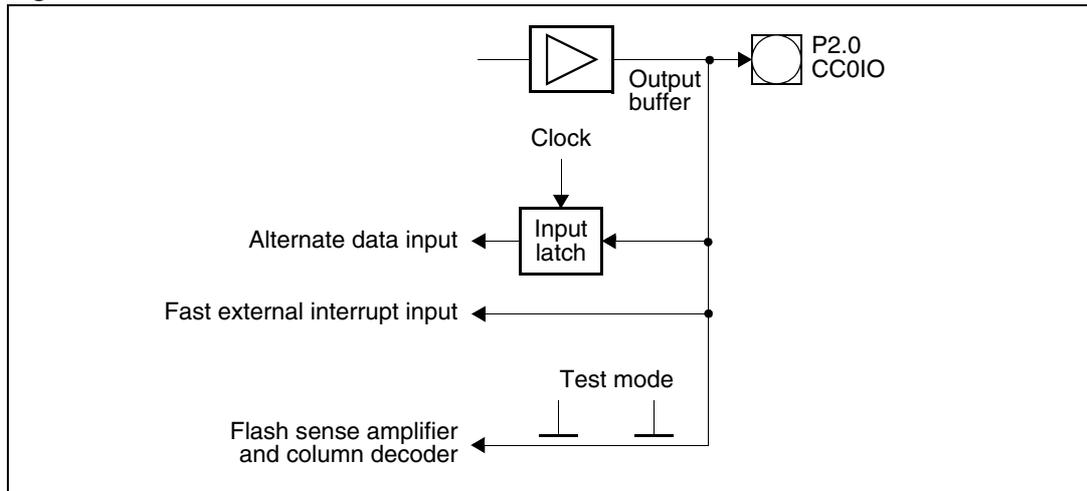 P2.0
CC0IO
Output
buffer
Clock
Input
latch
Alternate data input
Fast external interrupt input
Test mode
Flash sense amplifier
and column decoder